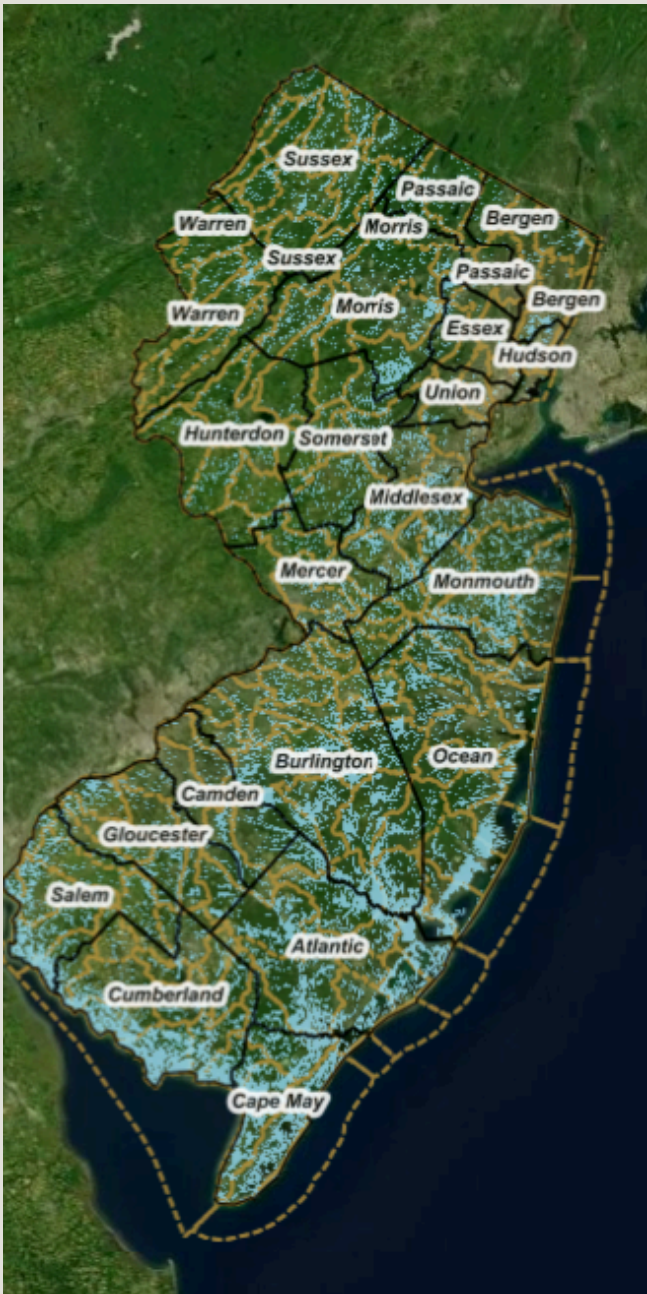 Sussex
Passaic
Bergen
Warren
Morris
Sussex
Passaic
Bergen
Morris
Warren
Essex
Hudson
Union
Hunterdon
Somerset
Middlesex
Mercer
Monmouth
Ocean
Burlington
Camden
Gloucester
Salem
Atlantic
Cumberland
Cape May